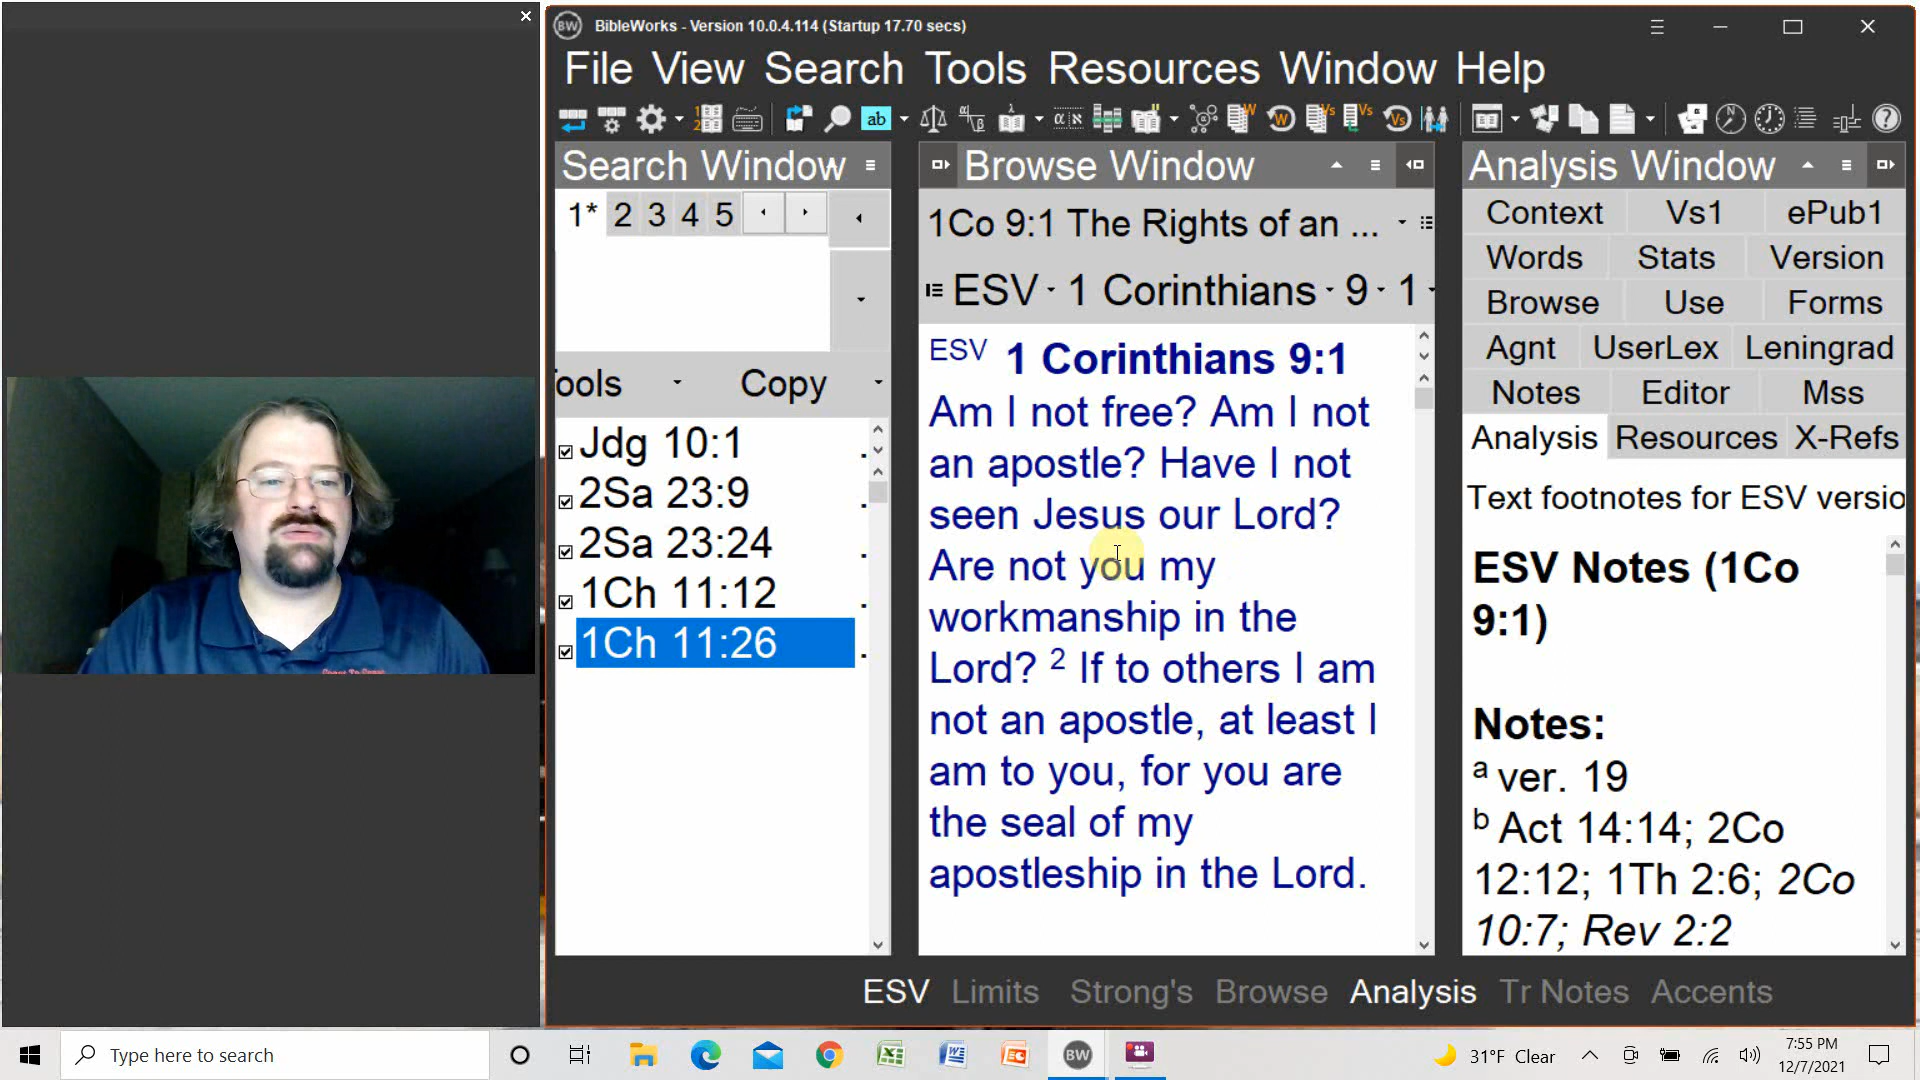 BW BibleWorks - Version 10.0.4.114 (Startup 17.70 secs)
File View Search Tools Resources Window Help
Search Window
1* 2 3 4 5
ools Copy
Jdg 10:1
2Sa 23:9
2Sa 23:24
1Ch 11:12
1Ch 11:26
Browse Window
1Co 9:1 The Rights of an ...
ESV 1 Corinthians 9 1
ESV 1 Corinthians 9:1
Am I not free? Am I not
an apostle? Have I not
seen Jesus our Lord?
Are not you my
workmanship in the
Lord? 2 If to others I am
not an apostle, at least I
am to you, for you are
the seal of my
apostleship in the Lord.
Analysis Window
Context Vs1 ePub1
Words Stats Version
Browse Use Forms
Agnt UserLex Leningrad
Notes Editor Mss
Analysis Resources X-Refs
Text footnotes for ESV versio
ESV Notes (1Co
9:1)
Notes:
a ver. 19
b Act 14:14; 2Co
12:12; 1Th 2:6; 2Co
10:7; Rev 2:2
ESV Limits Strong's Browse Analysis Tr Notes Accents
Type here to search
BW
31°F Clear
7:55 PM
12/7/2021